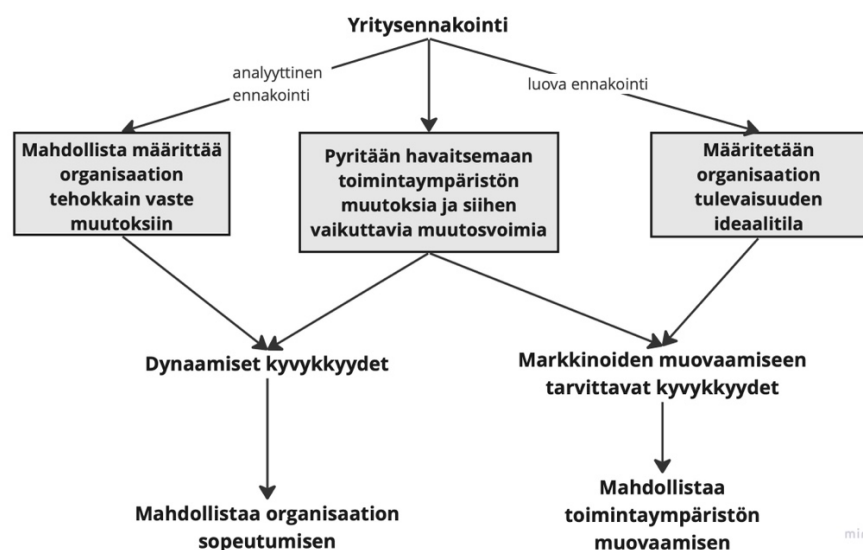 Yritysennakointi
analyyttinen
ennakointi
luova ennakointi
Mahdollista määrittää
organisaation
tehokkain vaste
muutoksiin
Pyritään havaitsemaan
toimintaympäristön
muutoksia ja siihen
vaikuttavia muutosvoimia
Määritetään
organisaation
tulevaisuuden
ideaalitila
Dynaamiset kyvykkyydet
Markkinoiden muovaamiseen
tarvittavat kyvykkyydet
Mahdollistaa organisaation
sopeutumisen
Mahdollistaa
toimintaympäristön
muovaamisen